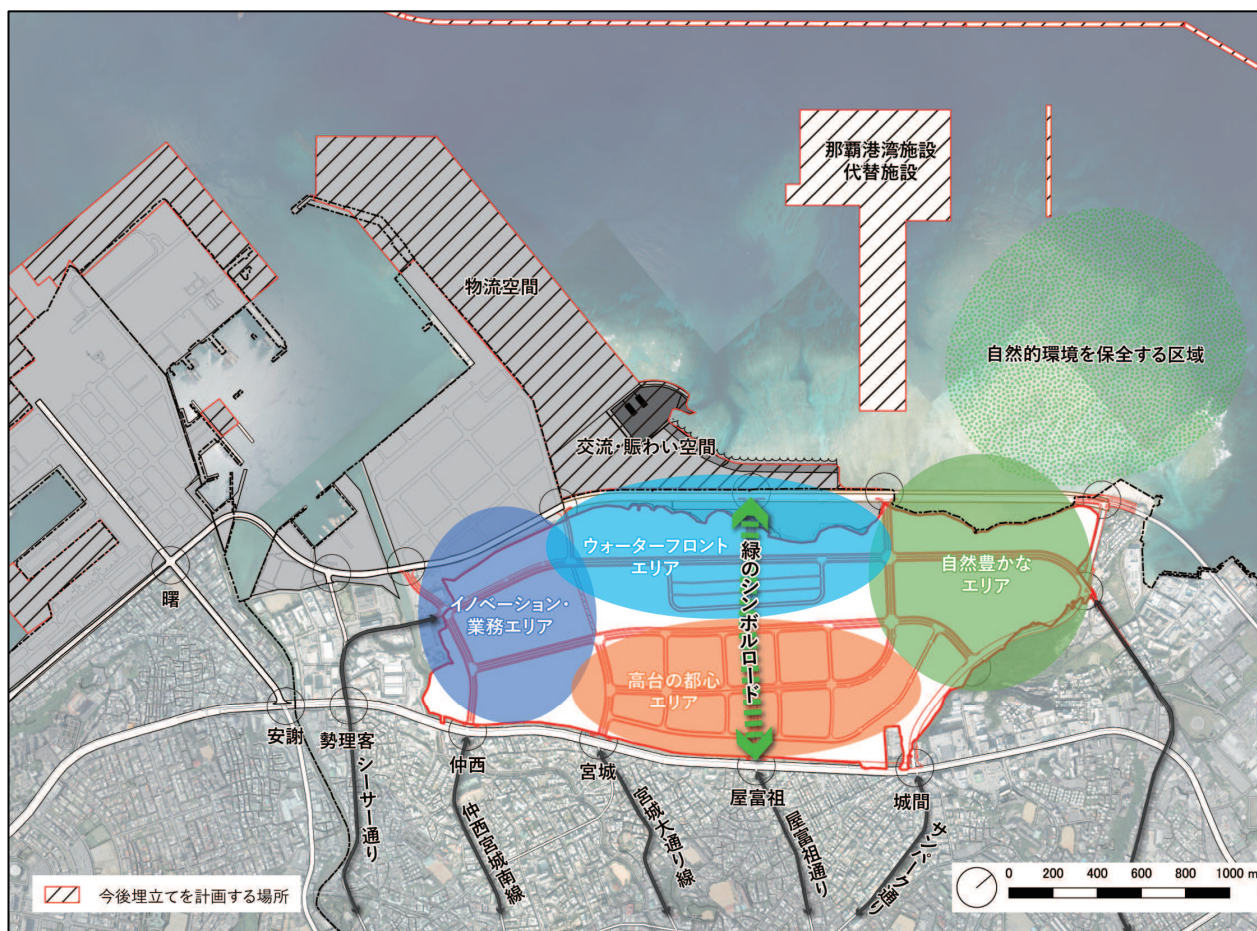 那覇港湾施設
代替施設
物流空間
自然的環境を保全する区域
交流・賑わい空間
ウォーターフロント
エリア
緑のシンボルロード
自然豊かな
エリア
曙
イノベーション・
業務エリア
高台の都心
エリア
安謝
勢理客
シーサー通り
仲西
宮城
屋富祖
城間
仲西宮城南線
宮城大通り線
屋富祖通り
サンパーク通り
今後埋立てを計画する場所
0 200 400 600 800 1000 m